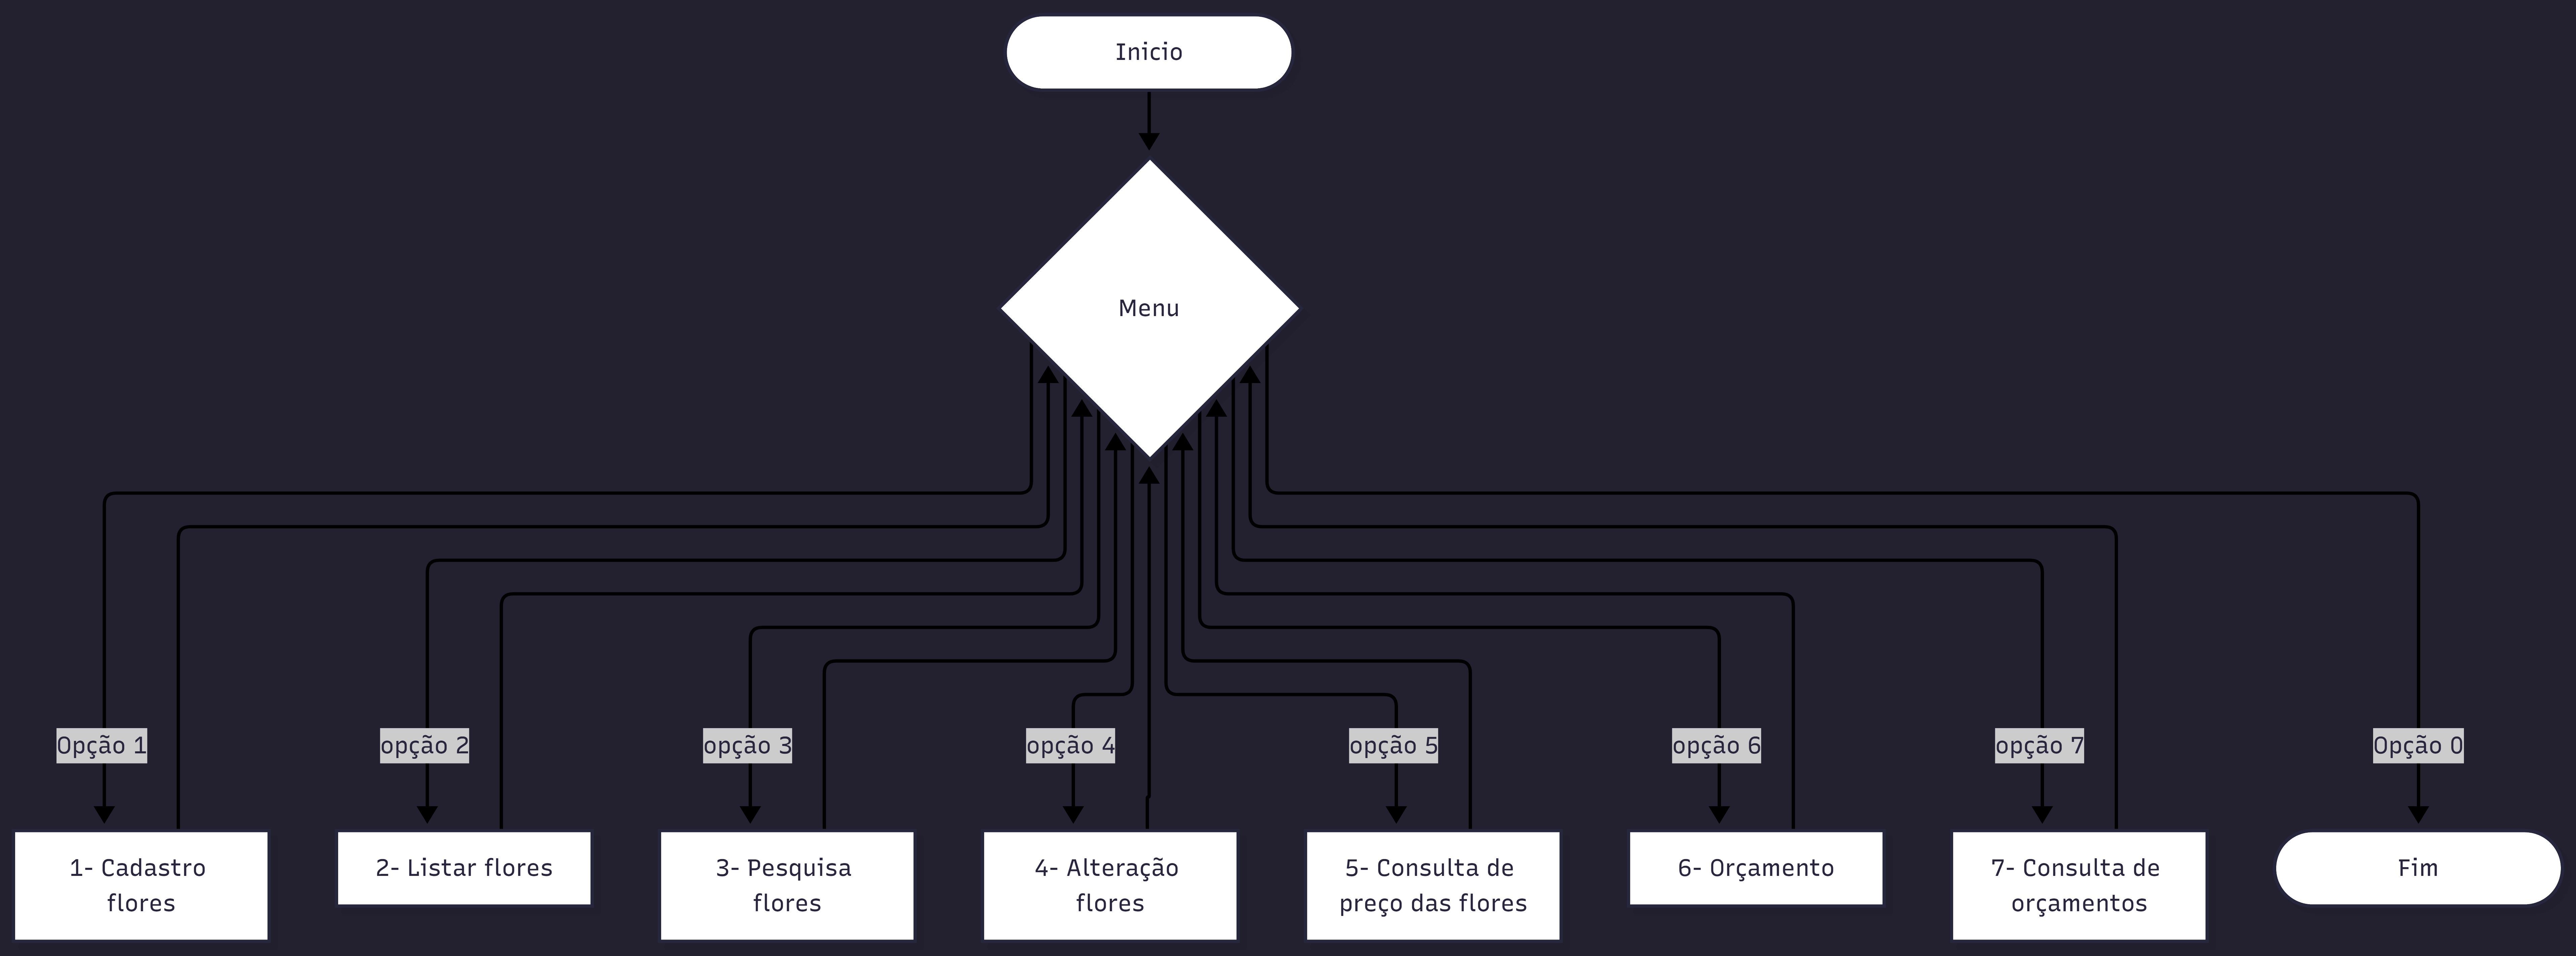 Inicio
Menu
Opção 1
opção 2
opção 3
opção 4
opção 5
opção 6
opção 7
Opção 0
1- Cadastro
flores
2- Listar flores
3- Pesquisa
flores
4- Alteração
flores
5- Consulta de
preço das flores
6- Orçamento
7- Consulta de
orçamentos
Fim